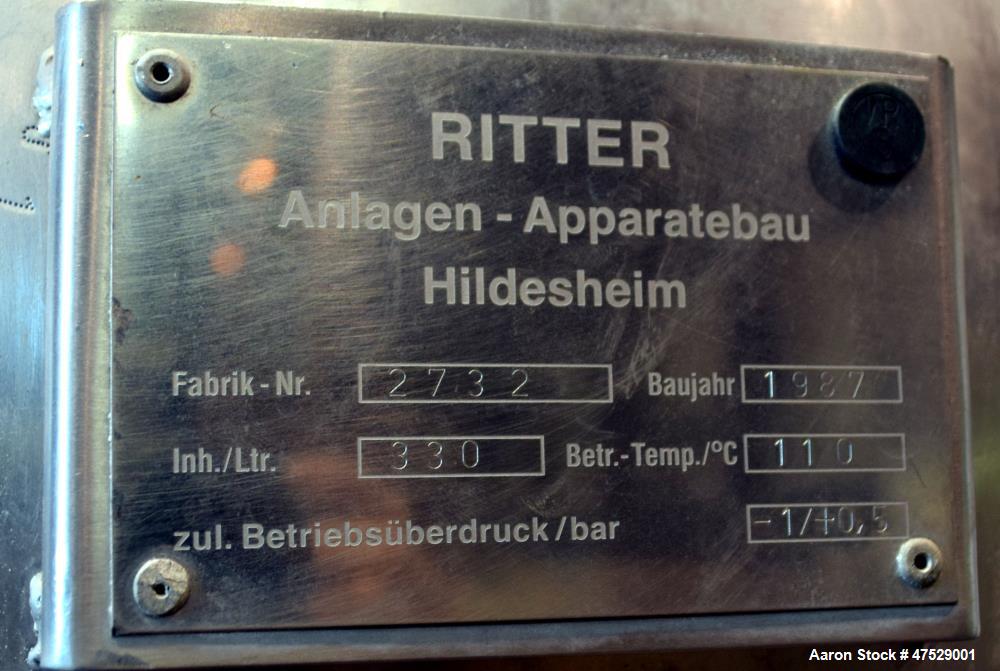 RITTER
Anlagen - Apparatebau
Hildesheim
Fabrik - Nr. 2732 Baujahr 1987
Inh./Ltr. 330 Betr.-Temp./ºC 110
zul. Betriebsüberdruck/bar -1/+0,5
Aaron Stock # 47529001